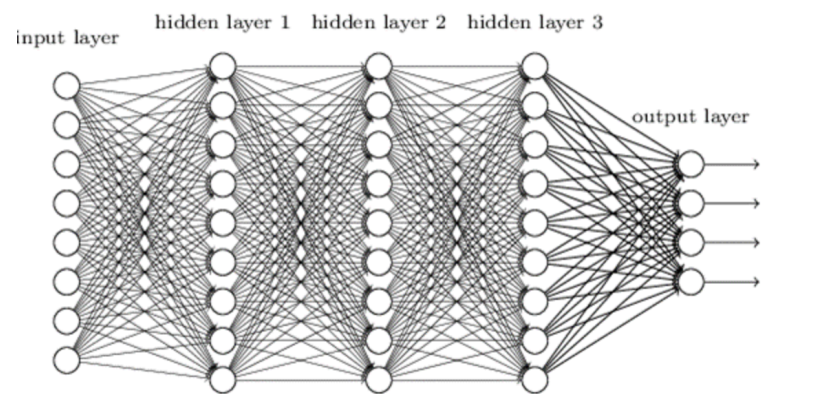 hidden layer 1 hidden layer 2 hidden layer 3
input layer
output layer